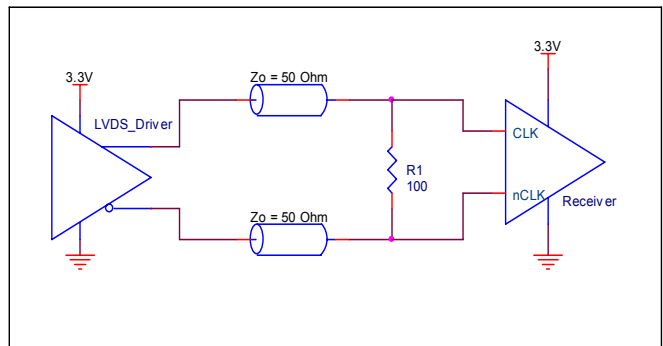 3.3V
LVDS_Driver
Zo = 50 Ohm
Zo = 50 Ohm
R1
100
3.3V
CLK
nCLK
Receiver